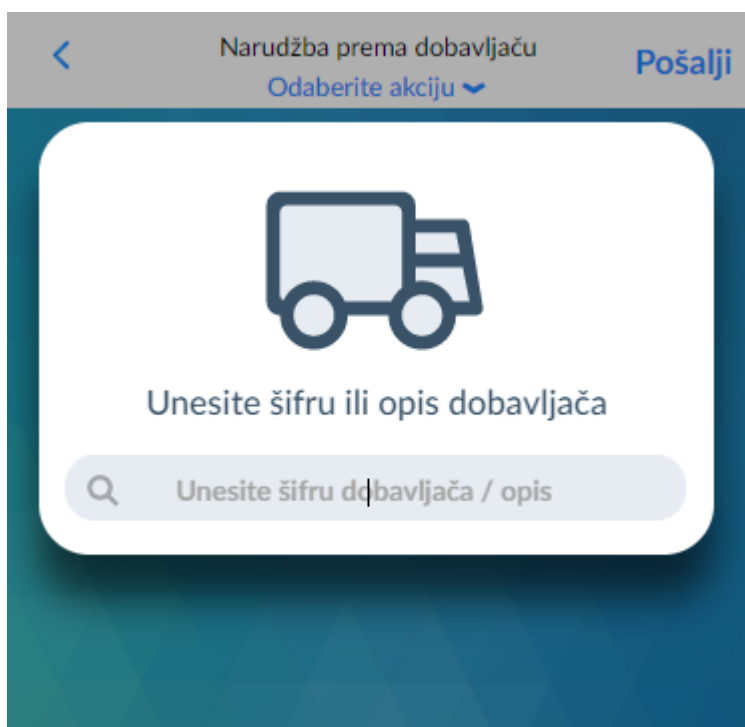 Narudžba prema dobavljaču
Odaberite akciju
Pošalji
Unesite šifru ili opis dobavljača
Unesite šifru dobavljača / opis